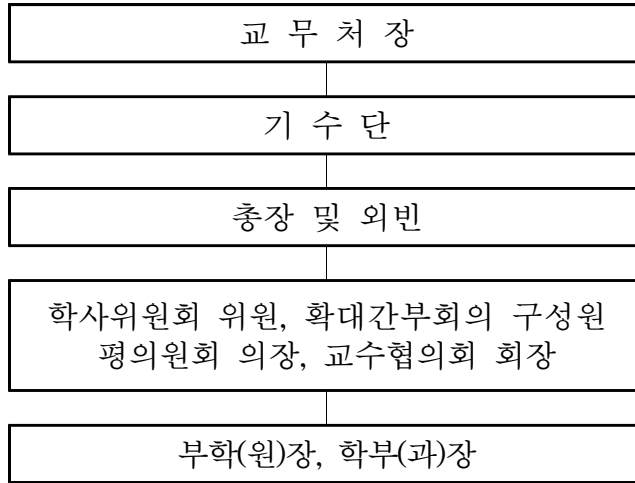 교 무 처 장
기 수 단
총장 및 외빈
학사위원회 위원, 확대간부회의 구성원
평의원회 의장, 교수협의회 회장
부학(원)장, 학부(과)장